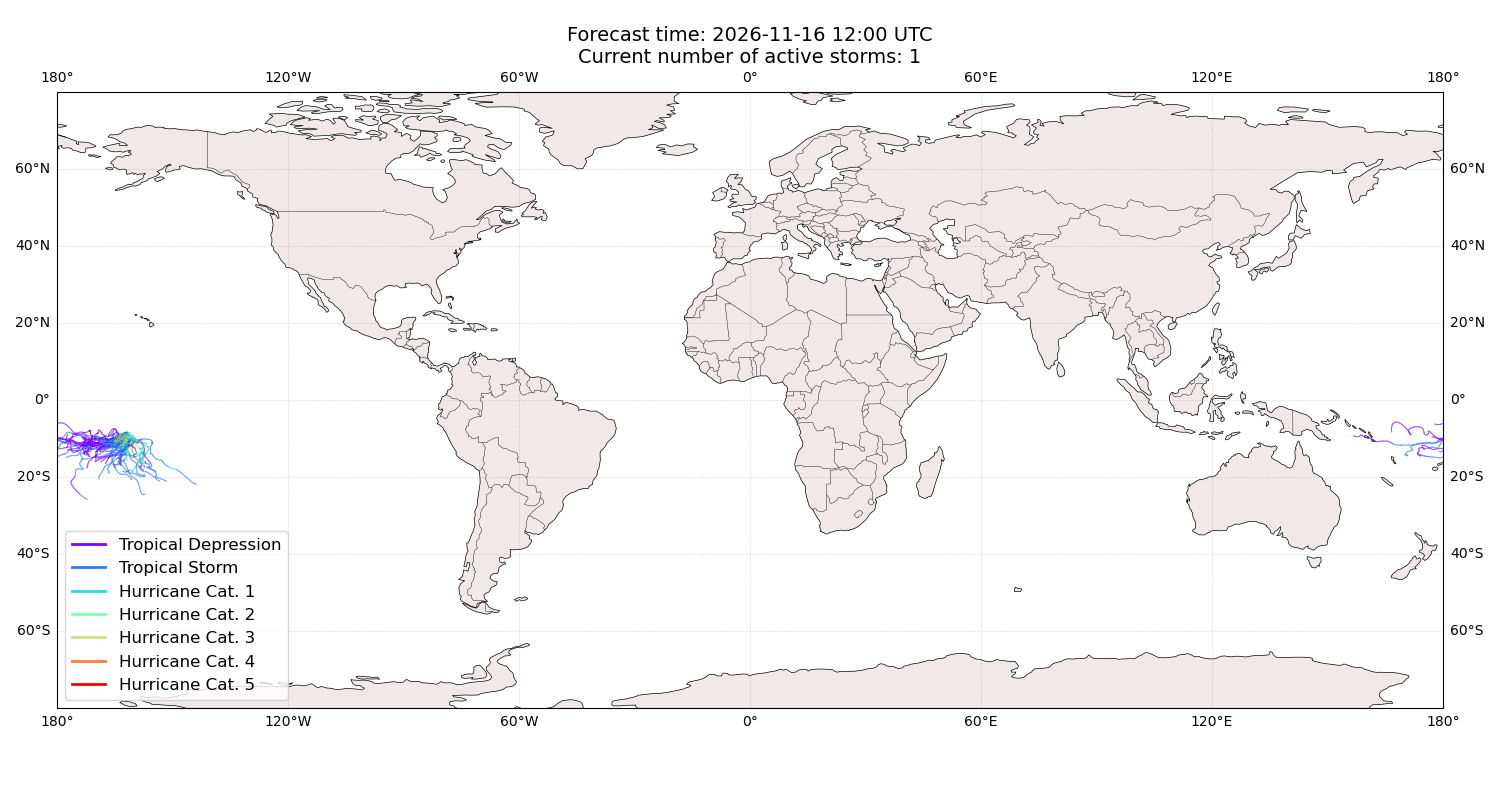 Forecast time: 2026-11-16 12:00 UTC
Current number of active storms: 1
180° 120°W 60°W 0° 60°E 120°E 180°
60°N 60°N
40°N 40°N
20°N 20°N
0° 0°
20°S 20°S
40°S 40°S
60°S 60°S
Tropical Depression
Tropical Storm
Hurricane Cat. 1
Hurricane Cat. 2
Hurricane Cat. 3
Hurricane Cat. 4
Hurricane Cat. 5
180° 120°W 60°W 0° 60°E 120°E 180°